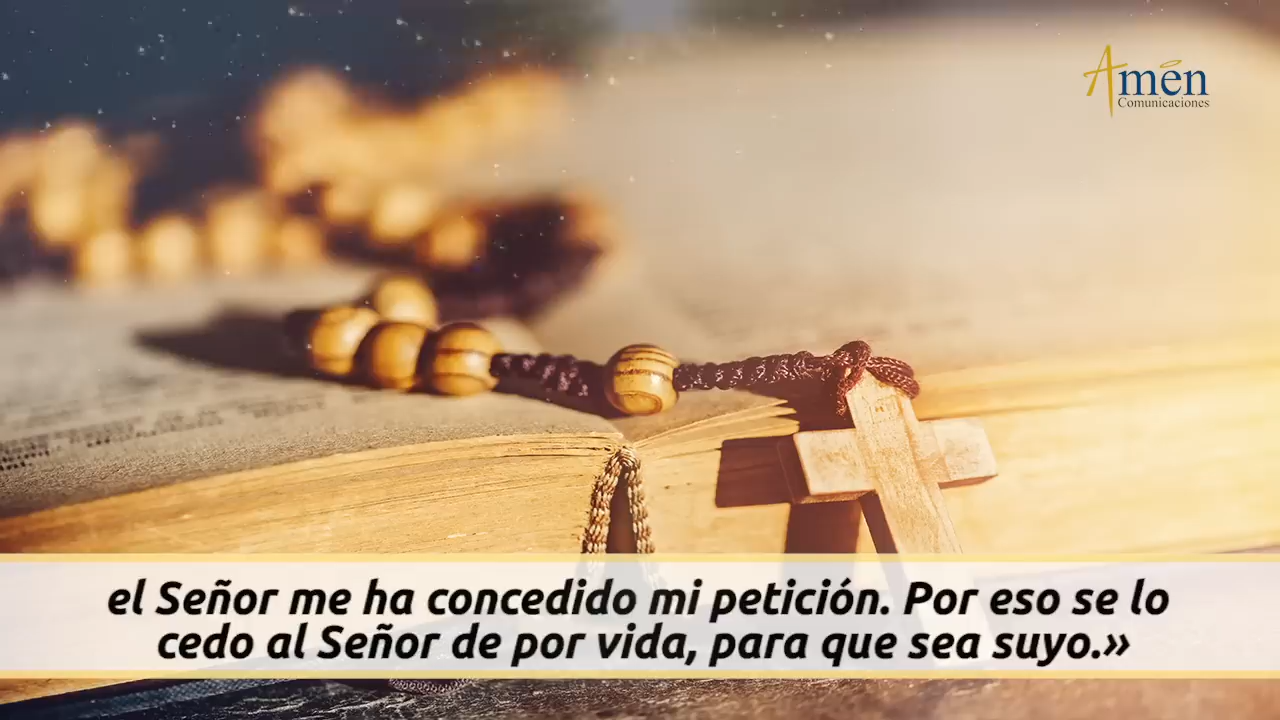 Amén
Comunicaciones
el Señor me ha concedido mi petición. Por eso se lo
cedo al Señor de por vida, para que sea suyo.»